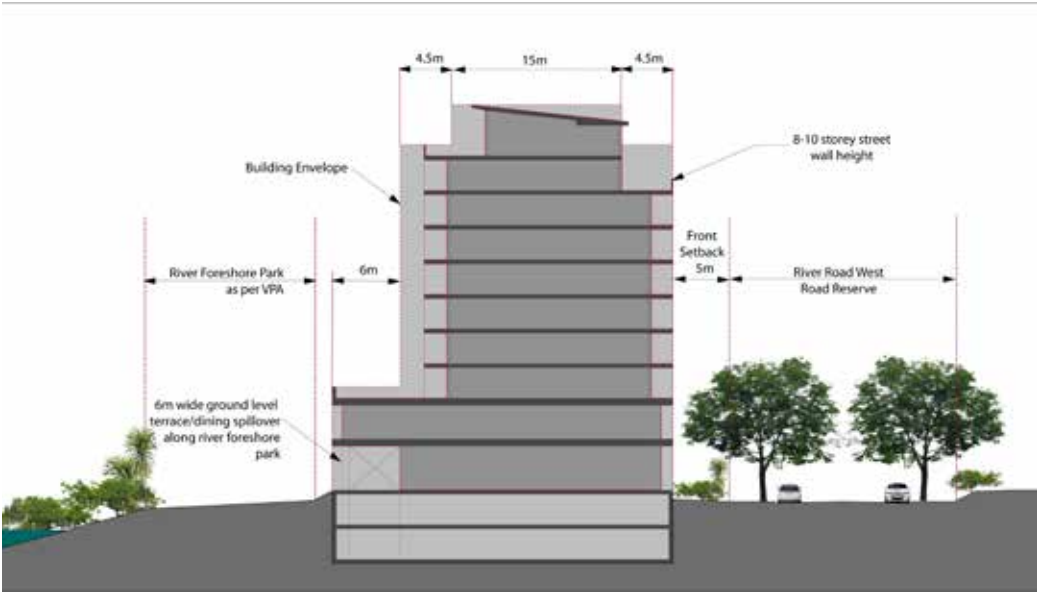 4.5m
15m
4.5m
8-10 storey street
wall height
Building Envelope
Front
Setback
5m
River Foreshore Park
as per VPA
6m
River Road West
Road Reserve
6m wide ground level
terrace/dining spillover
along river foreshore
park